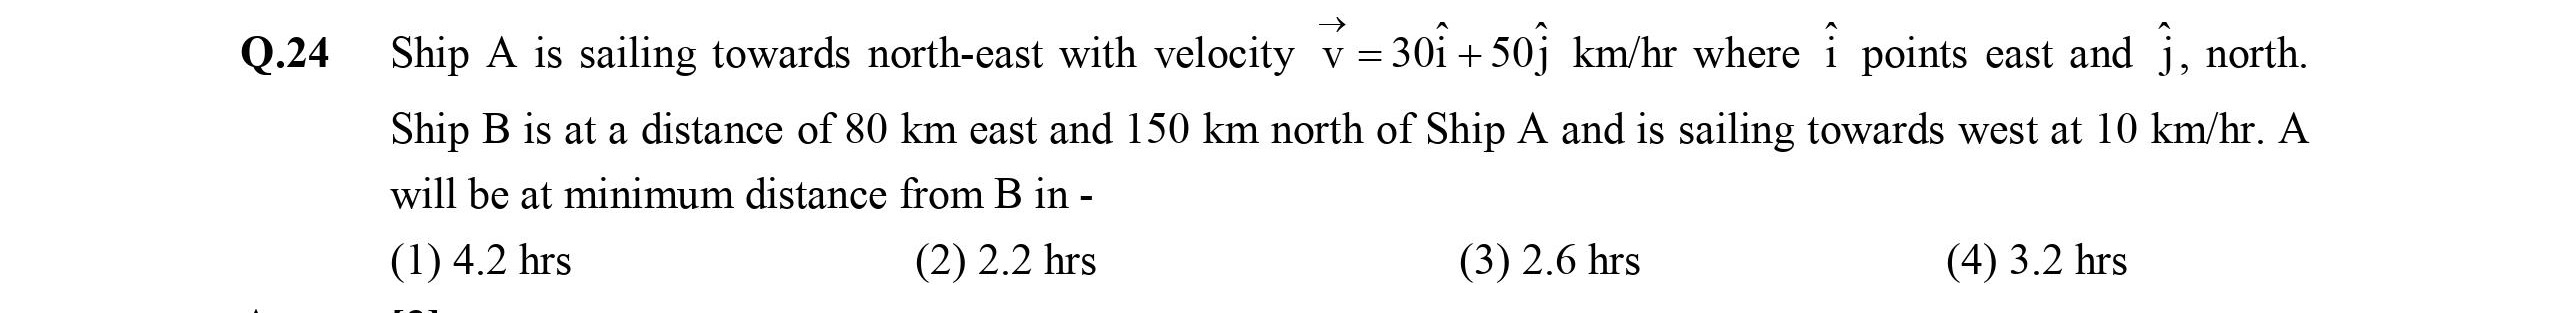 Q.24 Ship A is sailing towards north-east with velocity $\vec{v} = 30\hat{i} + 50\hat{j}$ km/hr where $\hat{i}$ points east and $\hat{j}$, north.
Ship B is at a distance of 80 km east and 150 km north of Ship A and is sailing towards west at 10 km/hr. A
will be at minimum distance from B in -
(1) 4.2 hrs (2) 2.2 hrs (3) 2.6 hrs (4) 3.2 hrs